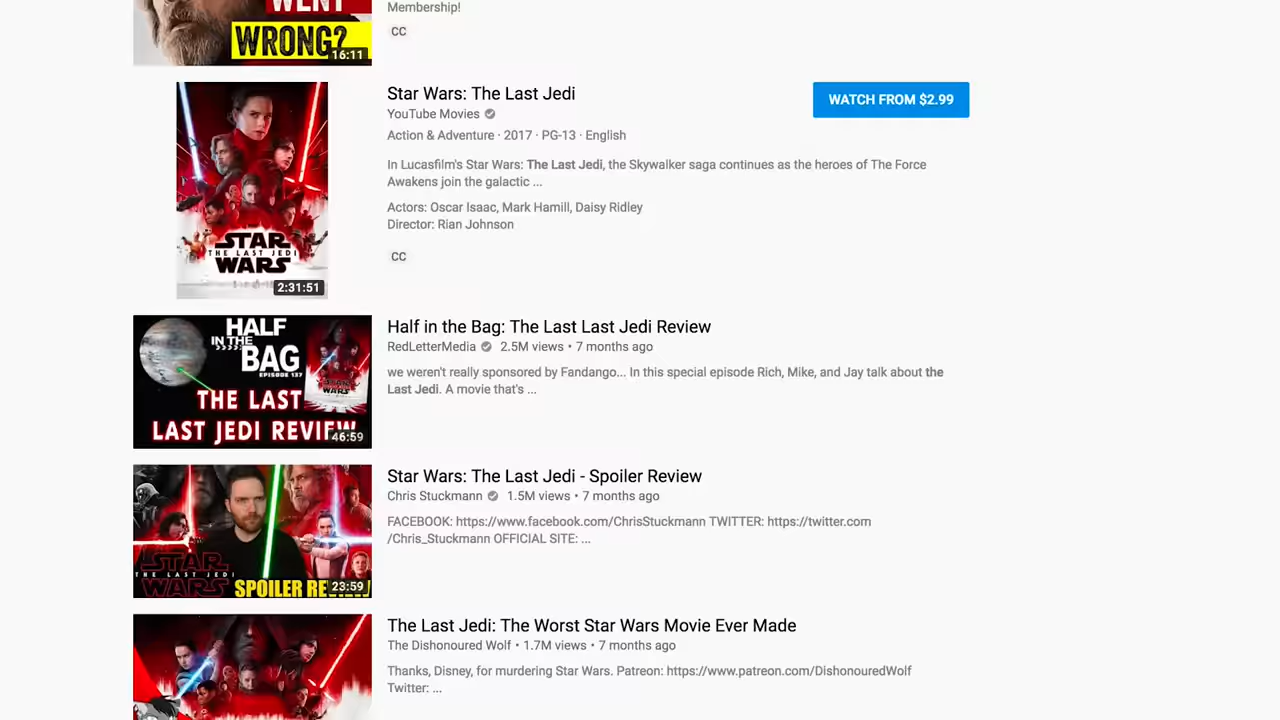 WENT
WRONG?
16:11
Membership!
CC
STAR
THE LAST JEDI
WARS
2:31:51
Star Wars: The Last Jedi
WATCH FROM $2.99
YouTube Movies
Action & Adventure · 2017 · PG-13 · English
In Lucasfilm's Star Wars: The Last Jedi, the Skywalker saga continues as the heroes of The Force
Awakens join the galactic ...
Actors: Oscar Isaac, Mark Hamill, Daisy Ridley
Director: Rian Johnson
CC
HALF
IN THE
>>>>>
BAG
EPISODE 137
STAR
WARS
THE LAST
LAST JEDI REVIEW
46:59
Half in the Bag: The Last Last Jedi Review
RedLetterMedia 2.5M views • 7 months ago
we weren't really sponsored by Fandango... In this special episode Rich, Mike, and Jay talk about the
Last Jedi. A movie that's ...
STAR
THE LAST JEDI
WARS
SPOILER REVIEW
23:59
Star Wars: The Last Jedi - Spoiler Review
Chris Stuckmann 1.5M views • 7 months ago
FACEBOOK: https://www.facebook.com/ChrisStuckmann TWITTER: https://twitter.com
/Chris_Stuckmann OFFICIAL SITE: ...
The Last Jedi: The Worst Star Wars Movie Ever Made
The Dishonoured Wolf • 1.7M views • 7 months ago
Thanks, Disney, for murdering Star Wars. Patreon: https://www.patreon.com/DishonouredWolf
Twitter: ...